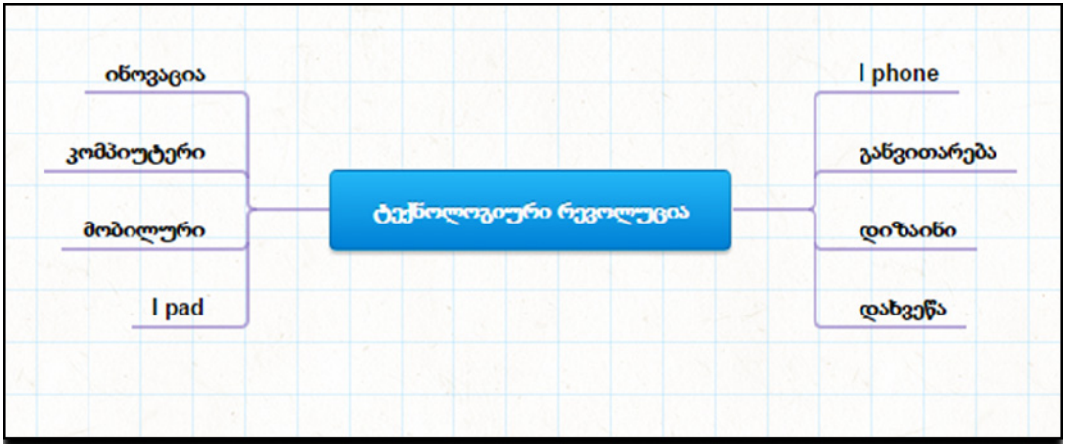 ინოვაცია
კომპიუტერი
მობილური
I pad
ტექნოლოგიური რევოლუცია
I phone
განვითარება
დიზაინი
დახვეწა